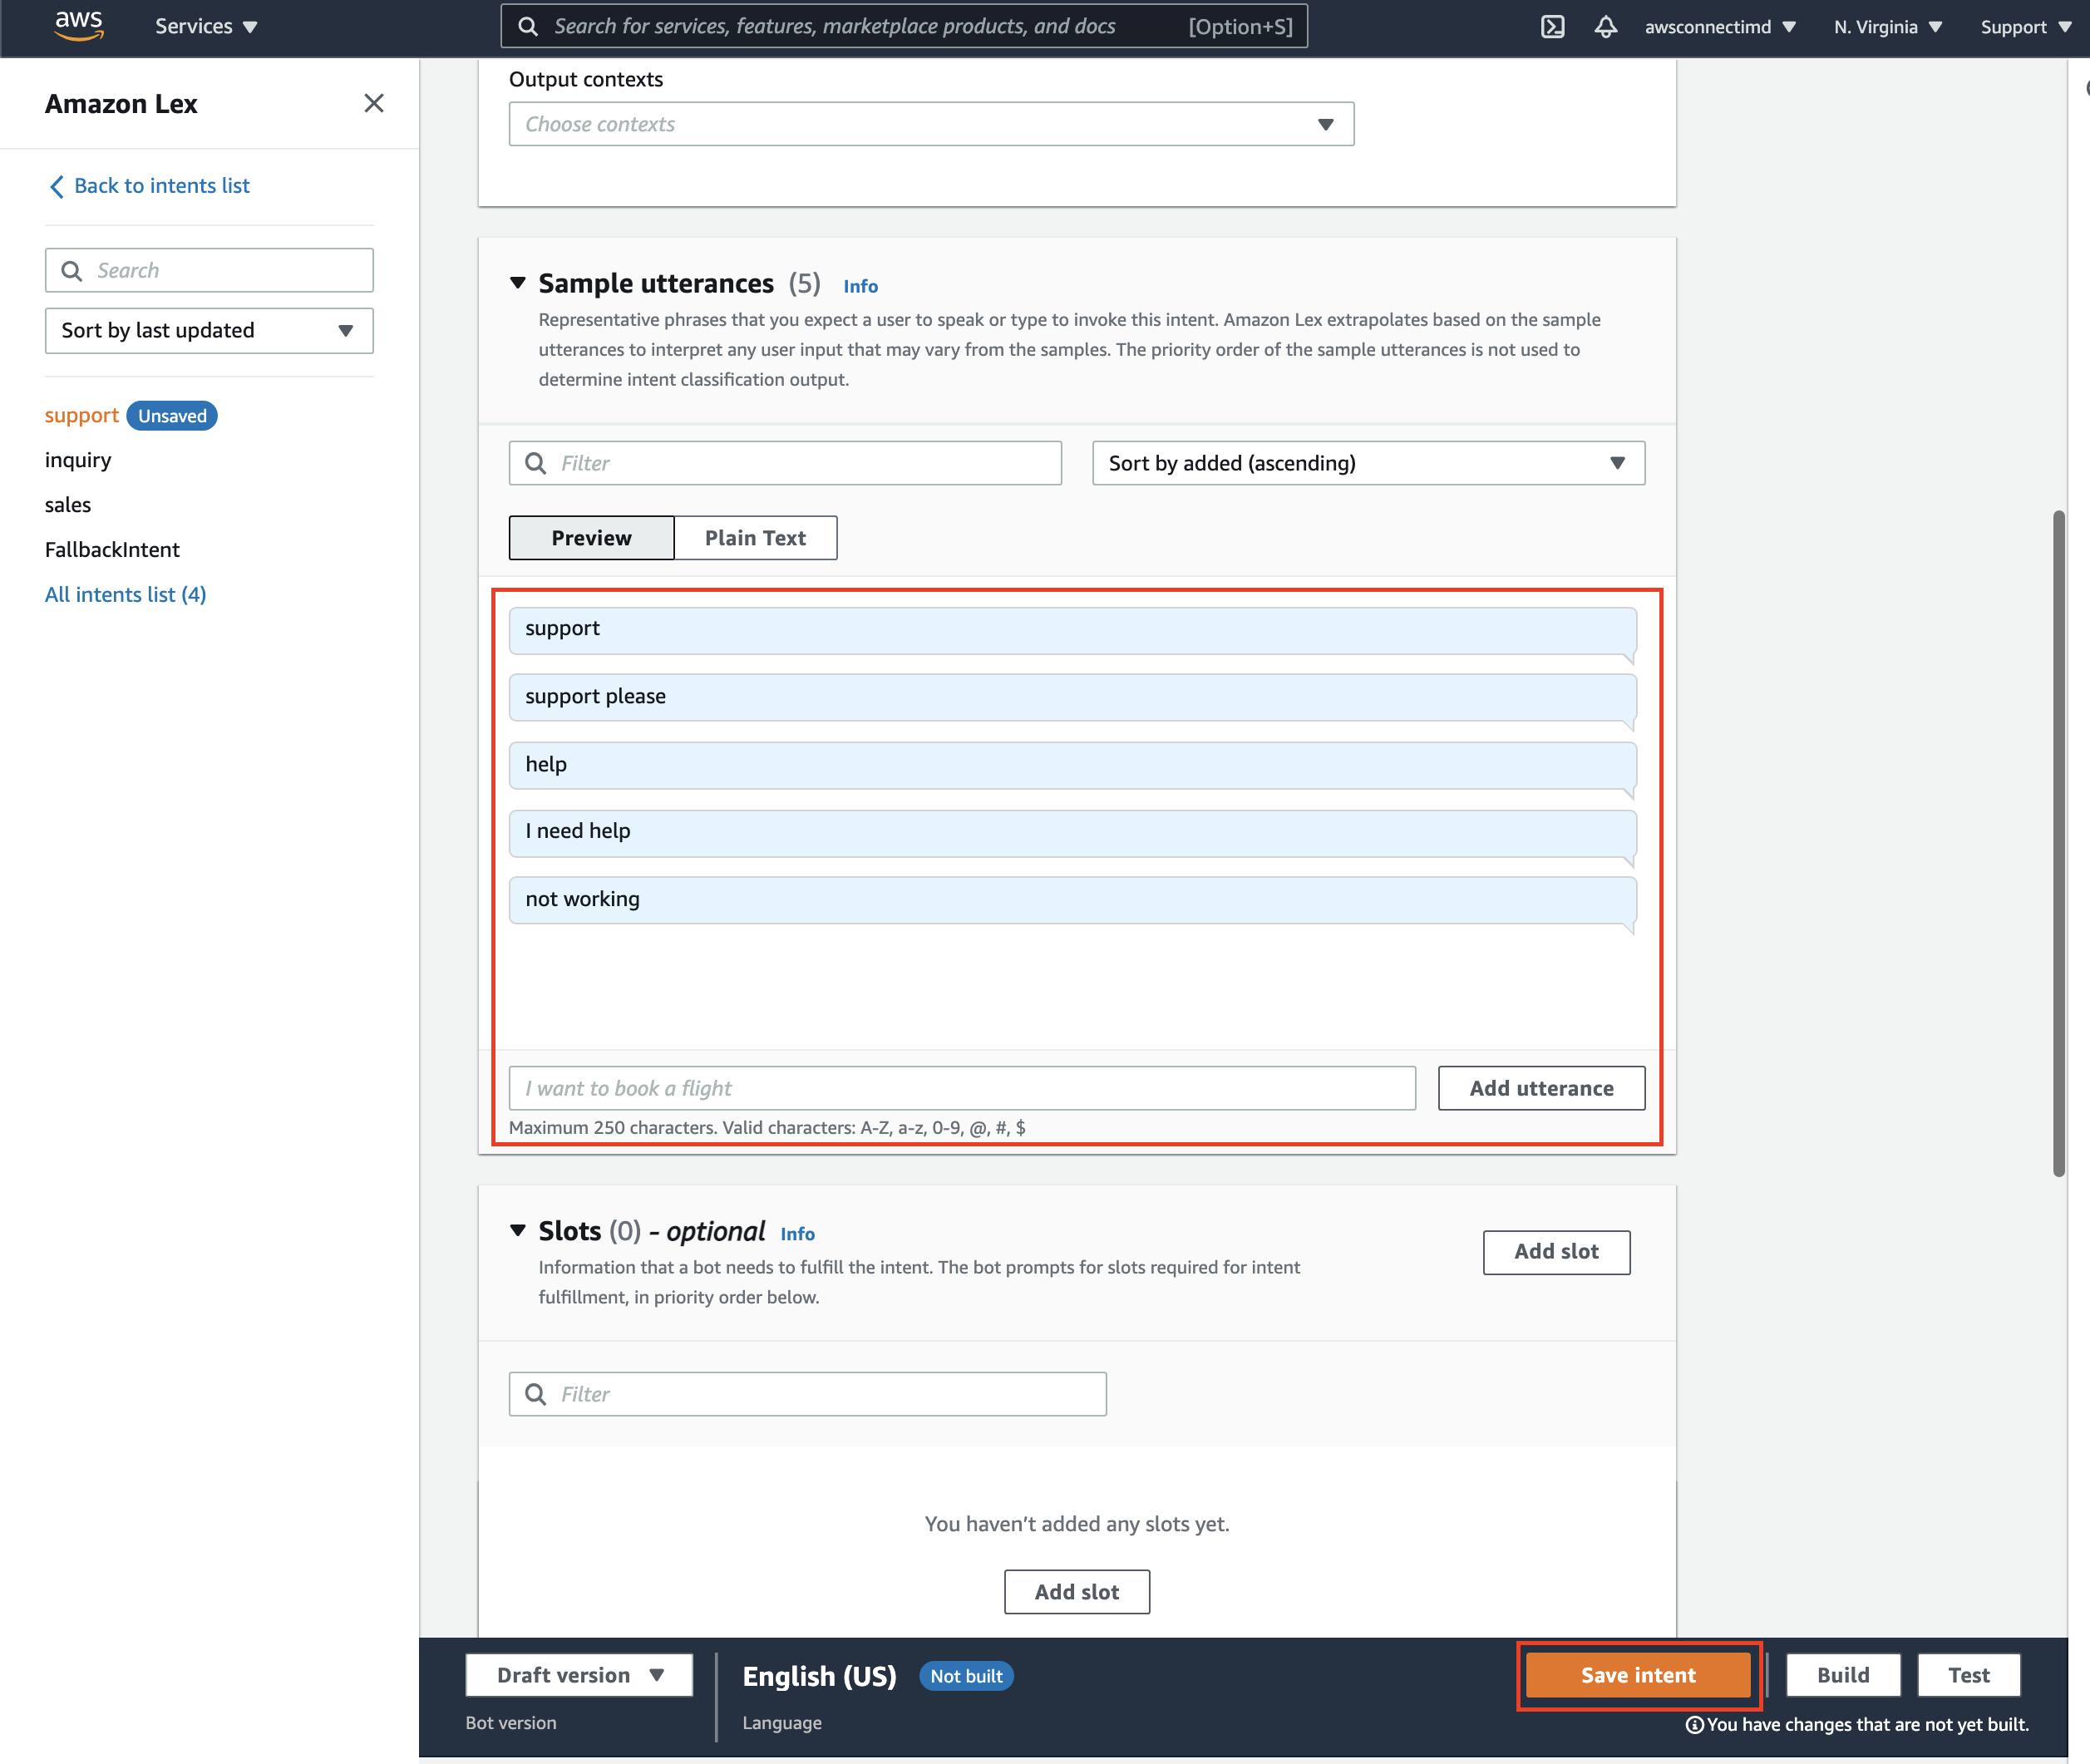 aws
Services
Search for services, features, marketplace products, and docs [Option+S]
awsconnectimd
N. Virginia
Support
Amazon Lex
Back to intents list
Search
Sort by last updated
support Unsaved
inquiry
sales
FallbackIntent
All intents list (4)
Output contexts
Choose contexts
Sample utterances (5) Info
Representative phrases that you expect a user to speak or type to invoke this intent. Amazon Lex extrapolates based on the sample
utterances to interpret any user input that may vary from the samples. The priority order of the sample utterances is not used to
determine intent classification output.
Filter
Sort by added (ascending)
Preview
Plain Text
support
support please
help
I need help
not working
I want to book a flight
Add utterance
Maximum 250 characters. Valid characters: A-Z, a-z, 0-9, @, #, $
Slots (0) - optional Info
Information that a bot needs to fulfill the intent. The bot prompts for slots required for intent
fulfillment, in priority order below.
Add slot
Filter
You haven’t added any slots yet.
Add slot
Draft version
Bot version
English (US) Not built
Language
Save intent
Build
Test
You have changes that are not yet built.